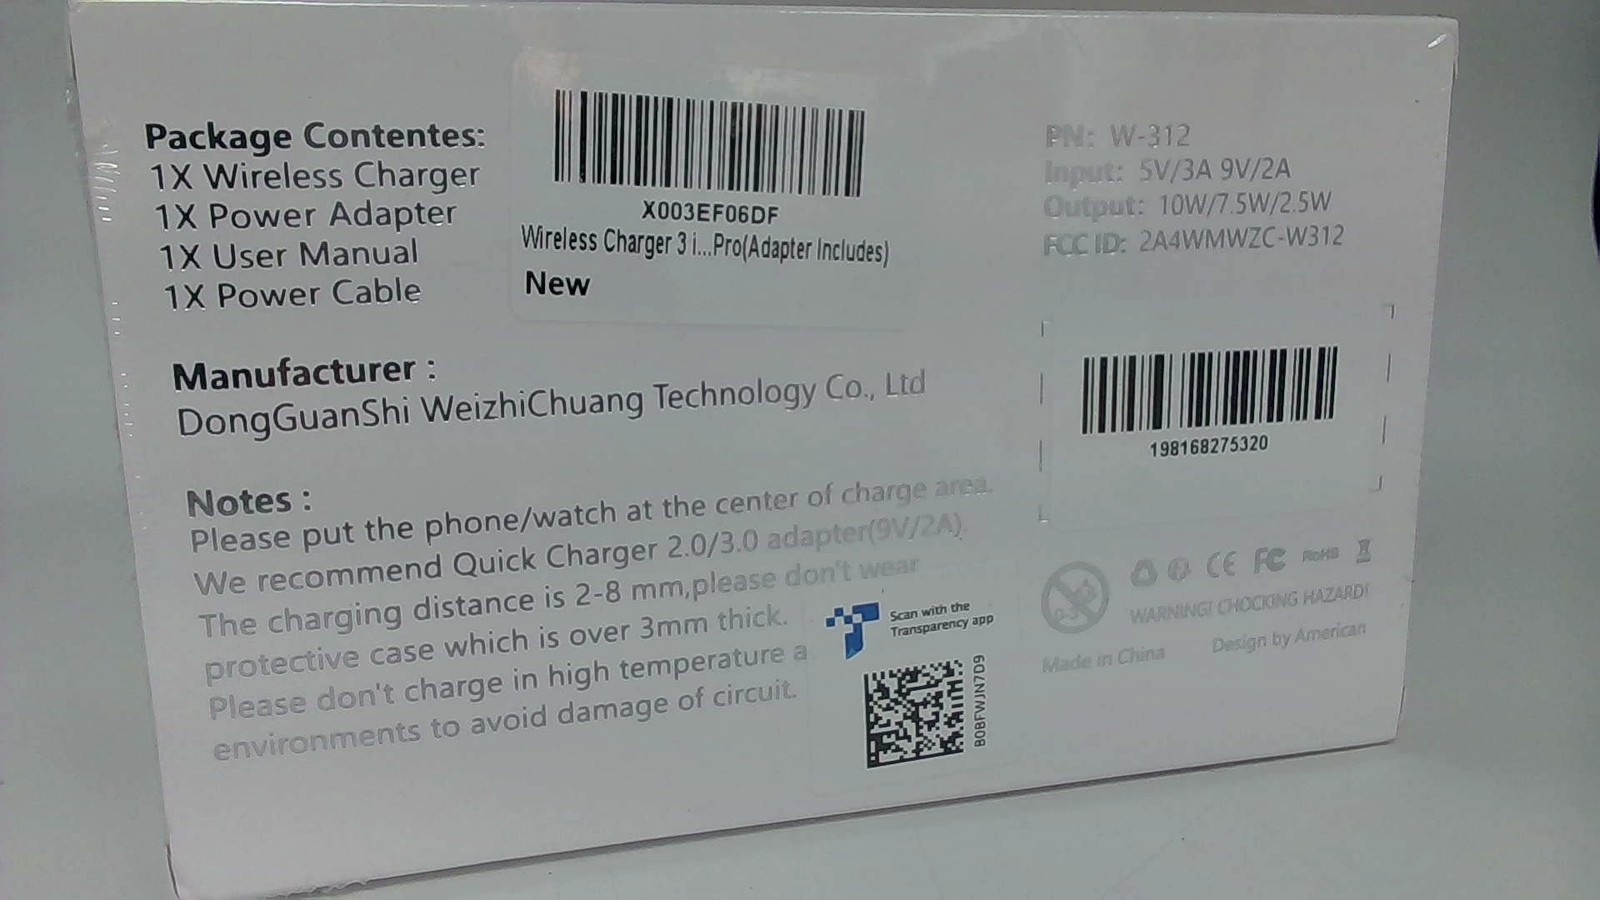 Package Contentes:
1X Wireless Charger
1X Power Adapter
1X User Manual
1X Power Cable
X003EF06DF
Wireless Charger 3 i...Pro(Adapter Includes)
New
PN: W-312
Input: 5V/3A 9V/2A
Output: 10W/7.5W/2.5W
FCC ID: 2A4WMWZC-W312
Manufacturer :
DongGuanShi WeizhiChuang Technology Co., Ltd
198168275320
Notes :
Please put the phone/watch at the center of charge area.
We recommend Quick Charger 2.0/3.0 adapter(9V/2A).
The charging distance is 2-8 mm,please don't wear
protective case which is over 3mm thick.
Please don't charge in high temperature a
environments to avoid damage of circuit.
Scan with the
Transparency app
B0BFWJN7D9
0-3
CE FC RoHS
WARNING! CHOCKING HAZARD!
Made in China Design by American